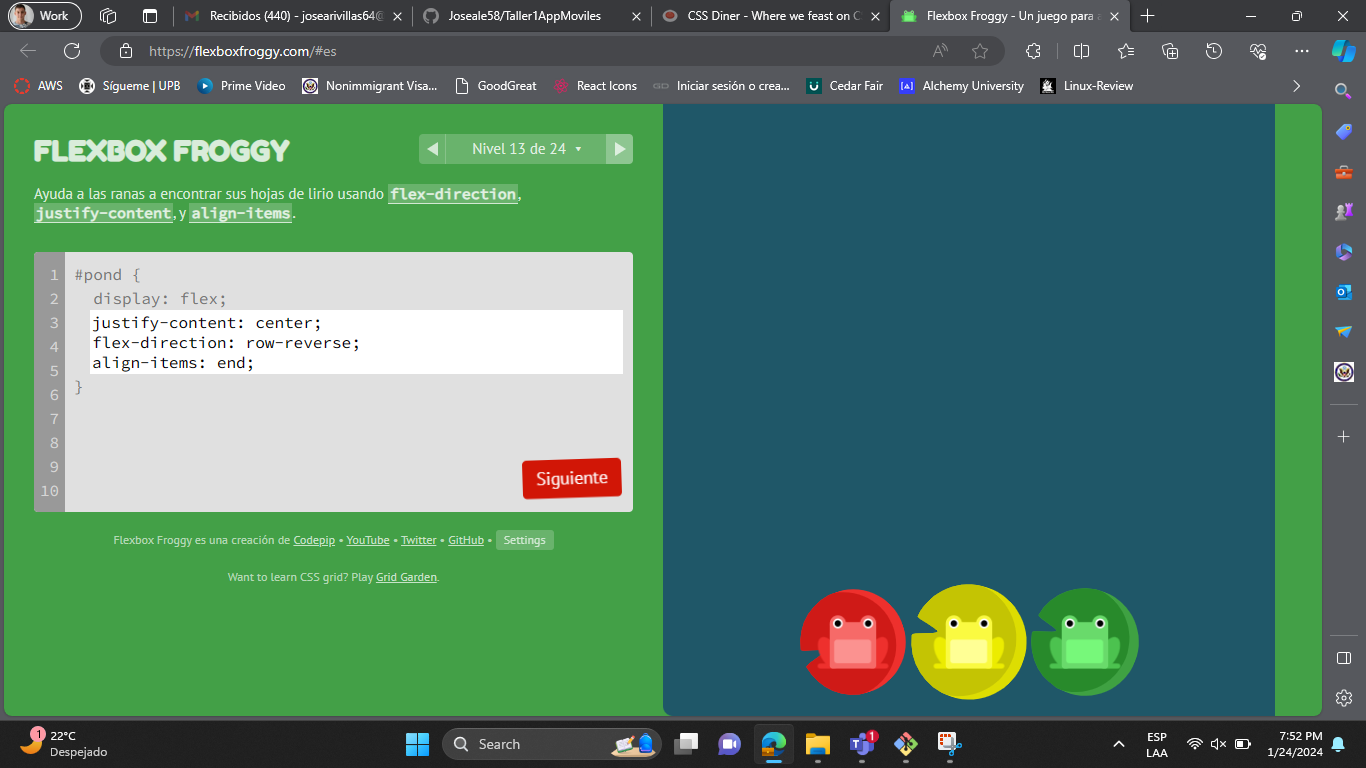 Work
Recibidos (440) - josearivillas64@
Joseale58/Taller1AppMoviles
CSS Diner - Where we feast on C
Flexbox Froggy - Un juego para a
https://flexboxfroggy.com/#es
AWS
Sígueme | UPB
Prime Video
Nonimmigrant Visa...
GoodGreat
React Icons
Iniciar sesión o crea...
Cedar Fair
Alchemy University
Linux-Review
FLEXBOX FROGGY
Nivel 13 de 24
Ayuda a las ranas a encontrar sus hojas de lirio usando flex-direction,
justify-content, y align-items.
1 #pond {
2 display: flex;
3 justify-content: center;
4 flex-direction: row-reverse;
5 align-items: end;
6 }
7
8
9
10
Siguiente
Flexbox Froggy es una creación de Codepip • YouTube • Twitter • GitHub • Settings
Want to learn CSS grid? Play Grid Garden.
1
22°C
Despejado
Search
1
ESP
LAA
7:52 PM
1/24/2024